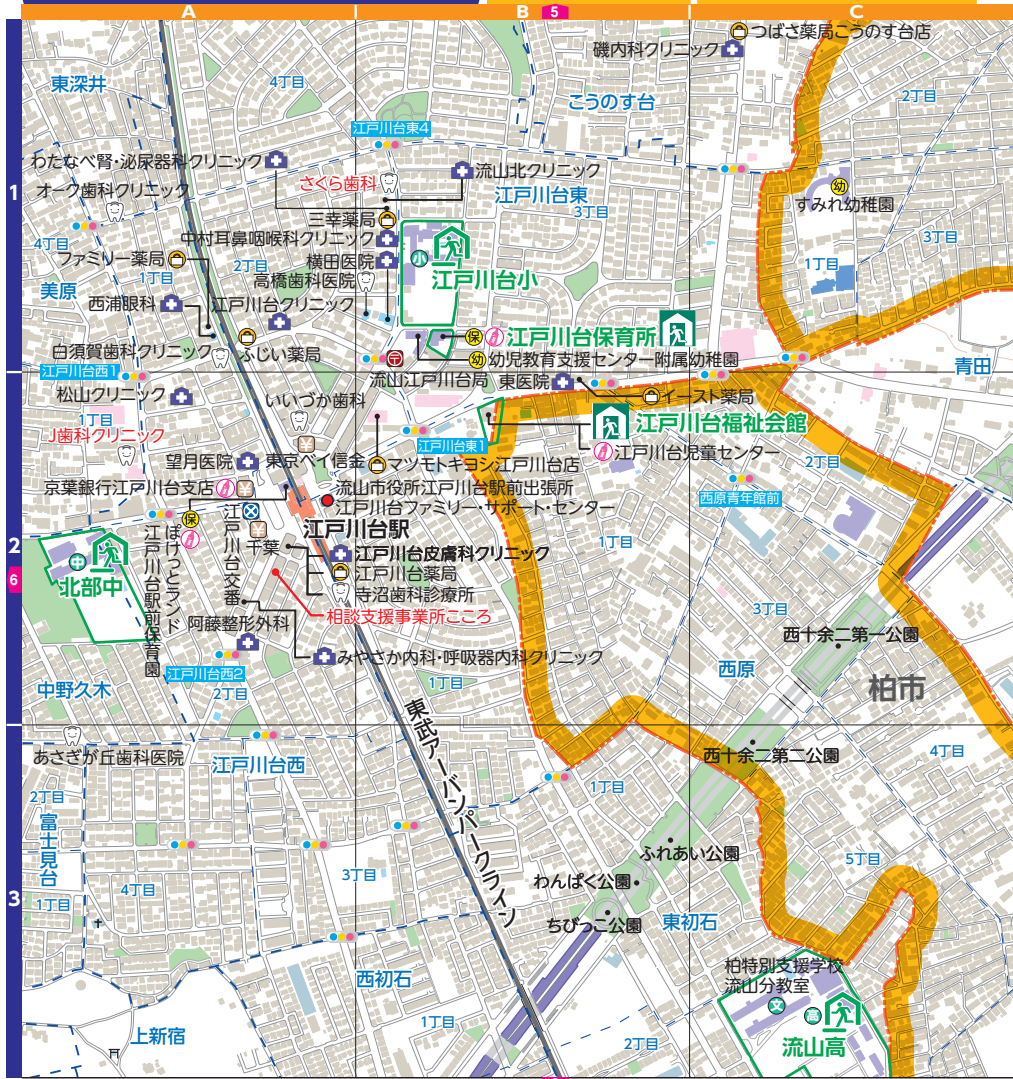 A
B
5
C
つばさ薬局こうのす台店
磯内科クリニック
東深井
4丁目
こうのす台
2丁目
江戸川台東4
わたなべ腎・泌尿器科クリニック
流山北クリニック
さくら歯科
オーク歯科クリニック
江戸川台東
1
幼
すみれ幼稚園
3丁目
三幸薬局
4丁目
中村耳鼻咽喉科クリニック
3丁目
ファミリー薬局
2丁目
横田医院
小
1丁目
1丁目
高橋歯科医院
江戸川台小
美原
西浦眼科
江戸川台クリニック
保
江戸川台保育所
白須賀歯科クリニック
ふじい薬局
幼
幼児教育支援センター附属幼稚園
青田
江戸川台西1
流山江戸川台局
東医院
松山クリニック
いいづか歯科
イースト薬局
1丁目
江戸川台福祉会館
J歯科クリニック
江戸川台東1
江戸川台児童センター
望月医院
東京ベイ信金
マツモトキヨシ江戸川台店
2丁目
京葉銀行江戸川台支店
流山市役所江戸川台駅前出張所
西原青年館前
江戸川台ファミリー・サポート・センター
保
江戸川台駅
2
6
千葉
江戸川台皮膚科クリニック
1丁目
中
江戸川台薬局
北部中
ぽけっとランド
江戸川台駅前保育園
江戸川台交番
寺沼歯科診療所
3丁目
相談支援事業所こころ
阿藤整形外科
西十余二第一公園
みやさか内科・呼吸器内科クリニック
江戸川台西2
西原
中野久木
2丁目
1丁目
柏市
東武アーバンパークライン
あさぎが丘歯科医院
江戸川台西
西十余二第二公園
4丁目
2丁目
1丁目
富士見台
ふれあい公園
5丁目
3丁目
わんぱく公園
4丁目
3
1丁目
ちびっこ公園
東初石
柏特別支援学校
流山分教室
西初石
文
高
1丁目
上新宿
2丁目
流山高